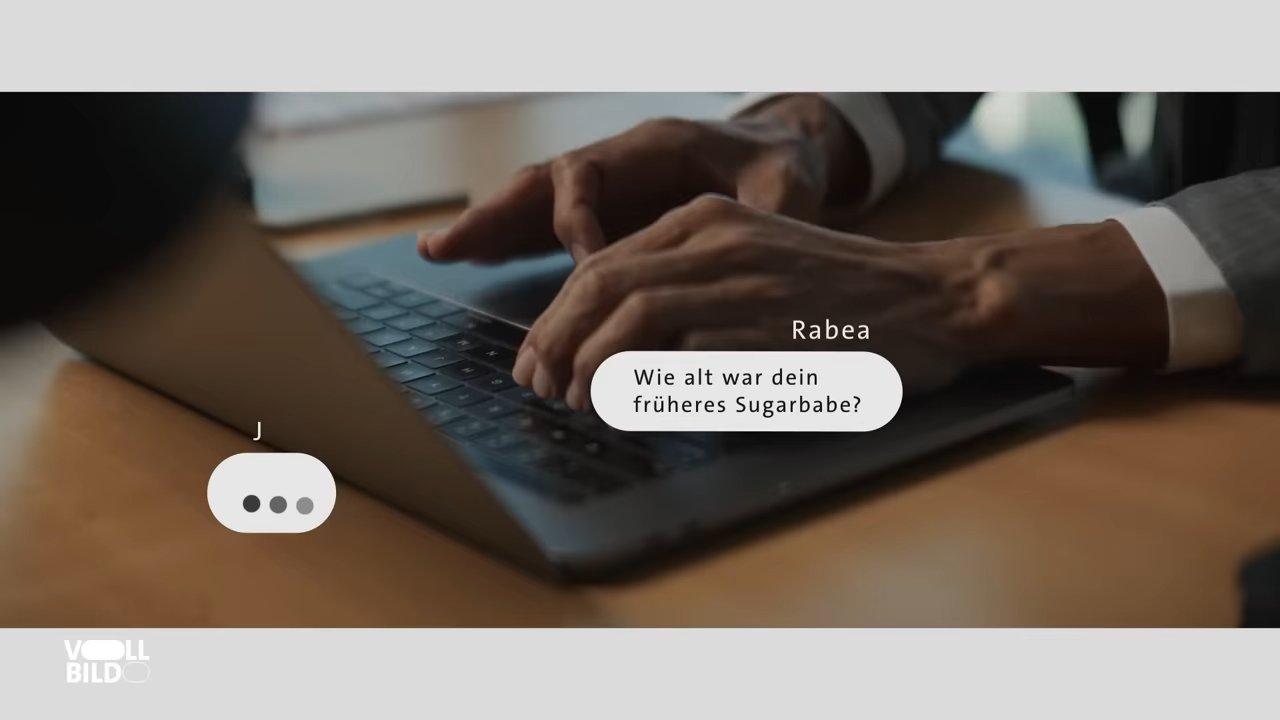 Rabea
Wie alt war dein
früheres Sugarbabe?
J
VOLL
BILD